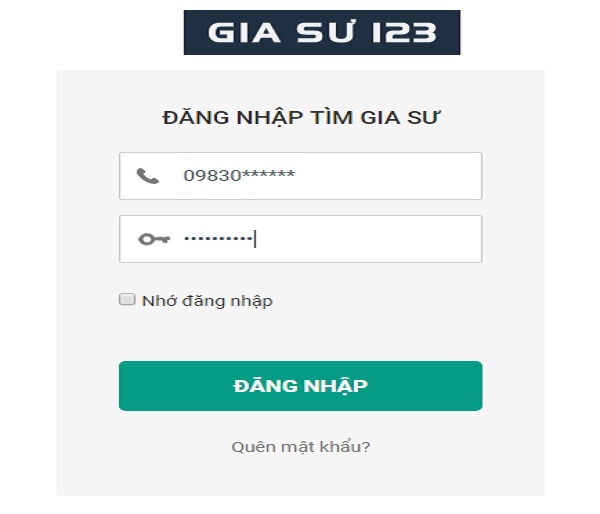 GIA SƯ 123
ĐĂNG NHẬP TÌM GIA SƯ
09830******
••••••••••
Nhớ đăng nhập
ĐĂNG NHẬP
Quên mật khẩu?